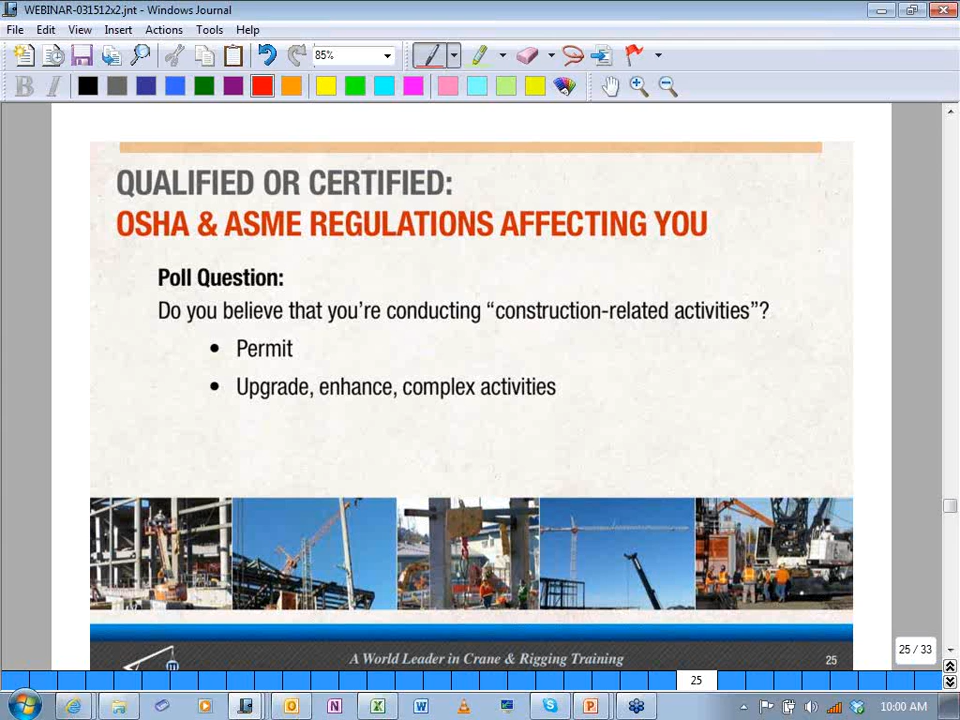 WEBINAR-031512x2.jnt - Windows Journal
File Edit View Insert Actions Tools Help
85%
B I
QUALIFIED OR CERTIFIED:
OSHA & ASME REGULATIONS AFFECTING YOU
Poll Question:
Do you believe that you're conducting “construction-related activities”?
• Permit
• Upgrade, enhance, complex activities
A World Leader in Crane & Rigging Training
25
25 / 33
25
10:00 AM